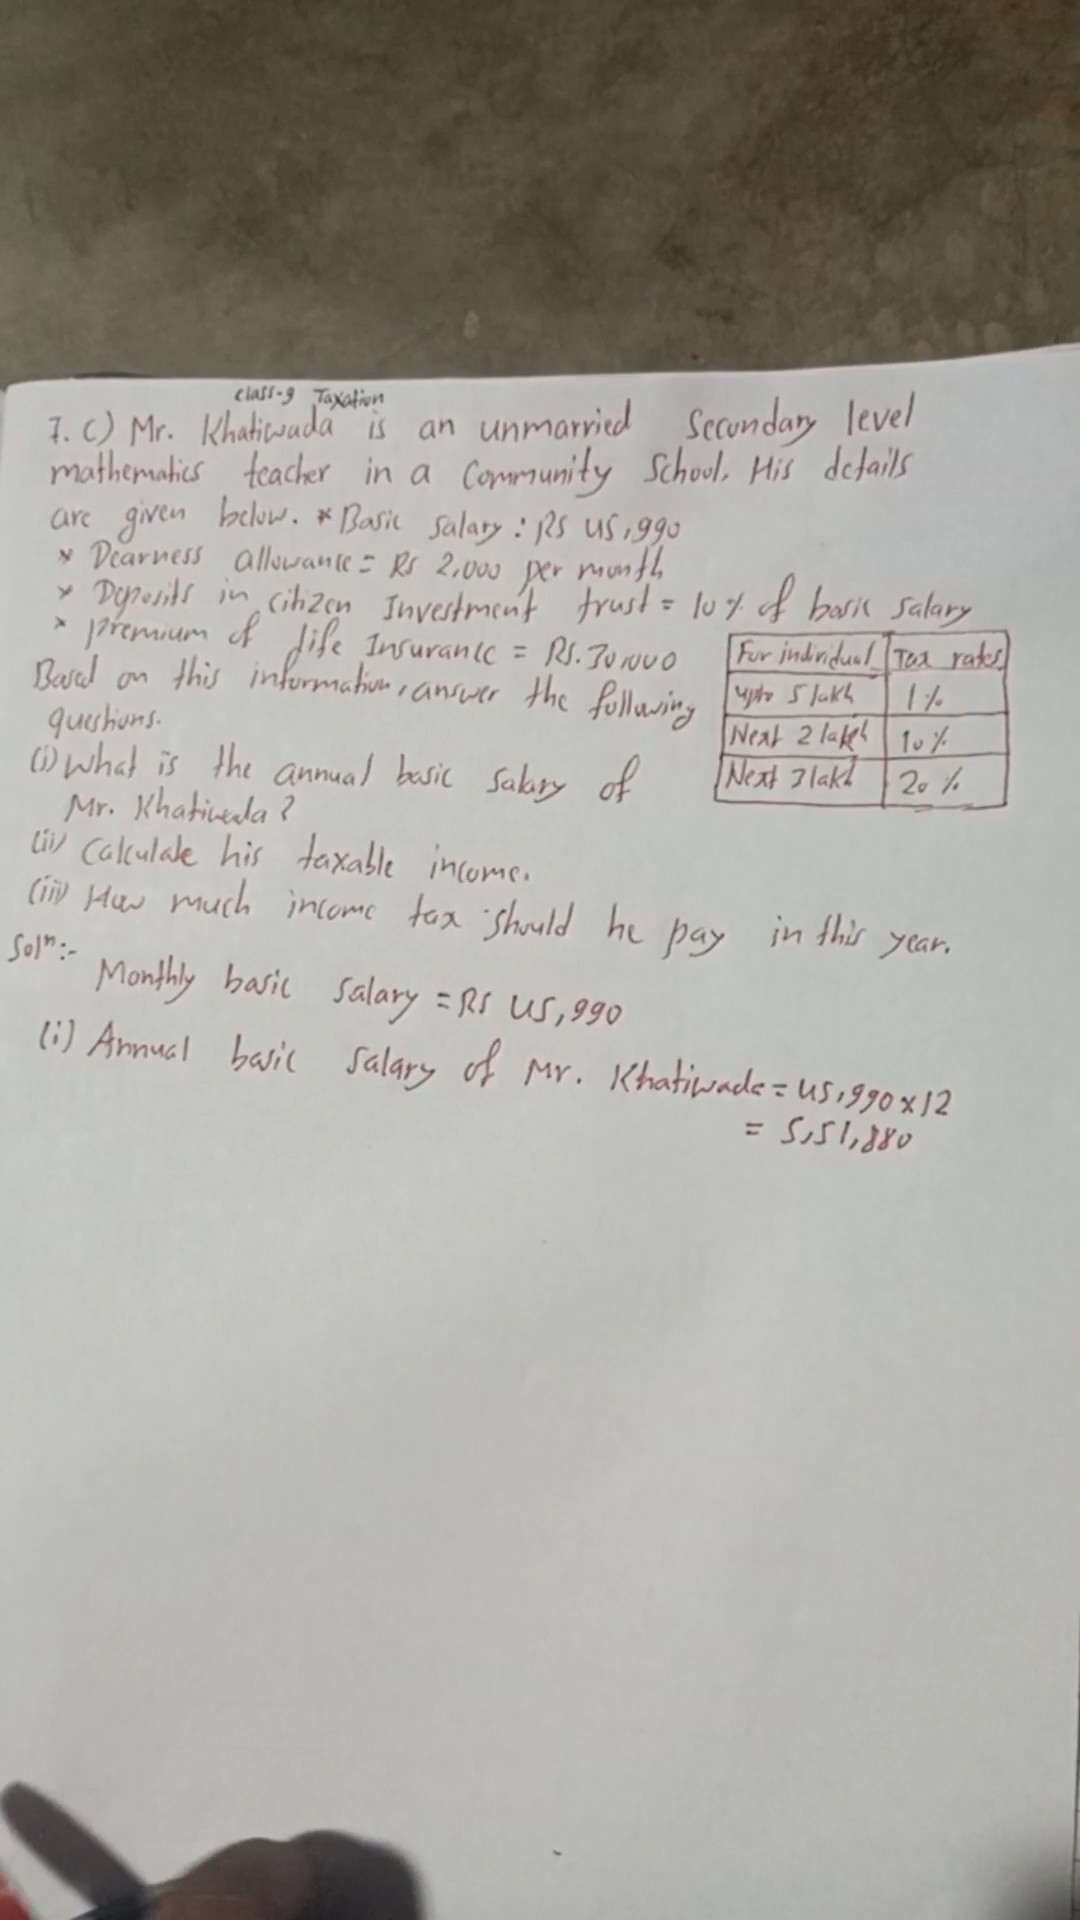 class-9 Taxation
7. c) Mr. Khatiwada is an unmarried Secondary level
mathematics teacher in a Community School. His details
are given below. * Basic salary : Rs 45,990
* Dearness allowance = Rs 2,000 per month
* Deposits in citizen Investment trust = 10% of basic salary
* premium of life Insurance = Rs. 30,000
Based on this information, answer the following
questions.
For individual | Tax rates
upto 5 lakh | 1%
Next 2 lakh | 10%
Next 3 lakh | 20%
(i) What is the annual basic salary of
Mr. Khatiwada?
(ii) Calculate his taxable income.
(iii) How much income tax should he pay in this year.
Solⁿ:-
Monthly basic salary = Rs 45,990
(i) Annual basic salary of Mr. Khatiwada = 45,990 x 12
= 5,51,880